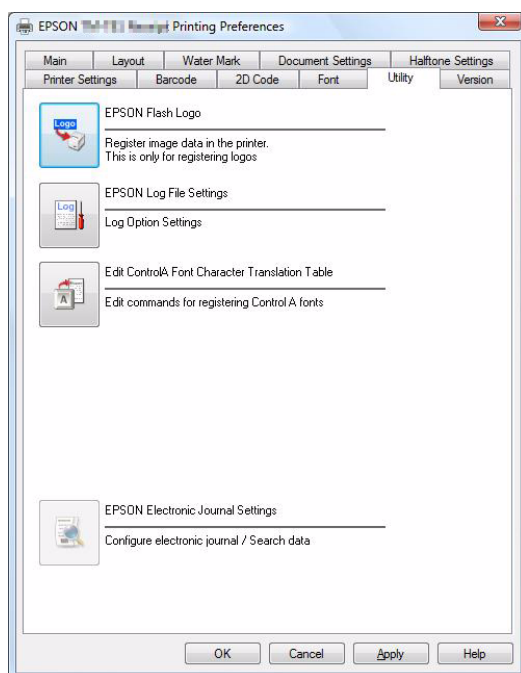 EPSON Receipt Printing Preferences
Main Layout Water Mark Document Settings Halftone Settings
Printer Settings Barcode 2D Code Font Utility Version
Logo
EPSON Flash Logo
Register image data in the printer.
This is only for registering logos
Log
EPSON Log File Settings
Log Option Settings
A
Edit ControlA Font Character Translation Table
Edit commands for registering Control A fonts
EPSON Electronic Journal Settings
Configure electronic journal / Search data
OK Cancel Apply Help